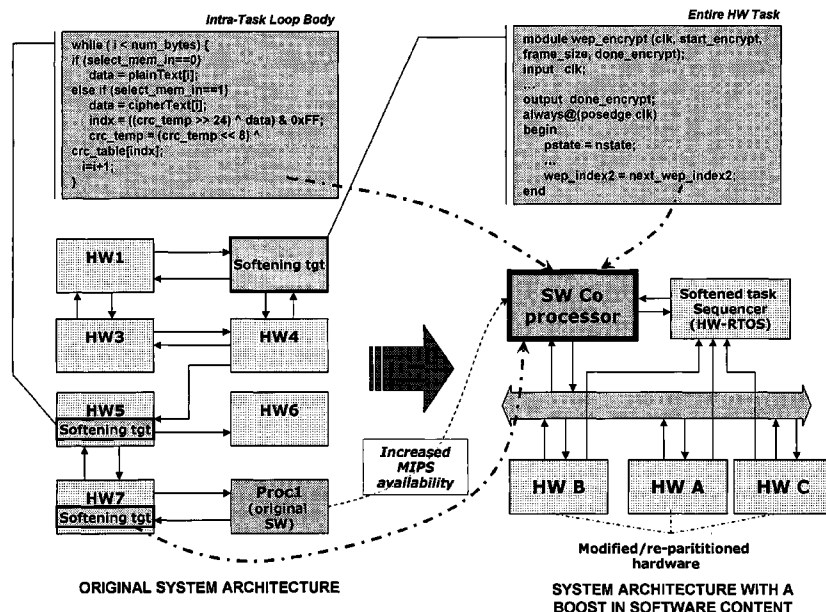 Intra-Task Loop Body
while ( i < num_bytes) {
if (select_mem_in==0)
data = plainText[i];
else if (select_mem_in==1)
data = cipherText[i];
indx = ((crc_temp >> 24) ^ data) & 0xFF;
crc_temp = (crc_temp << 8) ^
crc_table[indx];
i=i+1;
}
Entire HW Task
module wep_encrypt (clk, start_encrypt,
frame_size, done_encrypt);
input clk;
...
output done_encrypt;
always@(posedge clk)
begin
pstate = nstate;
...
wep_index2 = next_wep_index2;
end
HW1
Softening tgt
HW3
HW4
HW5
Softening tgt
HW6
HW7
Softening tgt
Proc1
(original
SW)
Increased
MIPS
availability
SW Co
processor
Softened task
Sequencer
(HW-RTOS)
HW B
HW A
HW C
Modified/re-paritioned
hardware
ORIGINAL SYSTEM ARCHITECTURE
SYSTEM ARCHITECTURE WITH A
BOOST IN SOFTWARE CONTENT